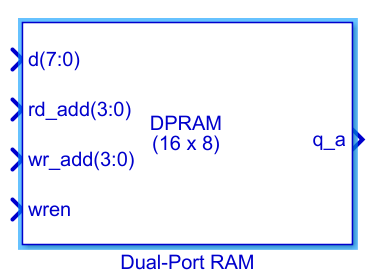 d(7:0)
rd_add(3:0)
wr_add(3:0)
wren
DPRAM
(16 x 8)
q_a
Dual-Port RAM